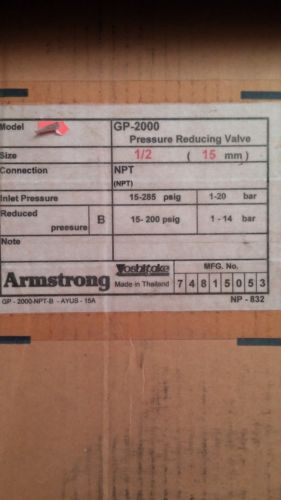 Model GP-2000
Pressure Reducing Valve
Size 1/2 ( 15 mm )
Connection NPT
(NPT)
Inlet Pressure 15-285 psig 1-20 bar
Reduced pressure B 15- 200 psig 1 - 14 bar
Note
Armstrong Yoshitake Made in Thailand MFG. No. 7 4 8 1 5 0 5 3
GP - 2000-NPT-B - AYUS - 15A NP - 832